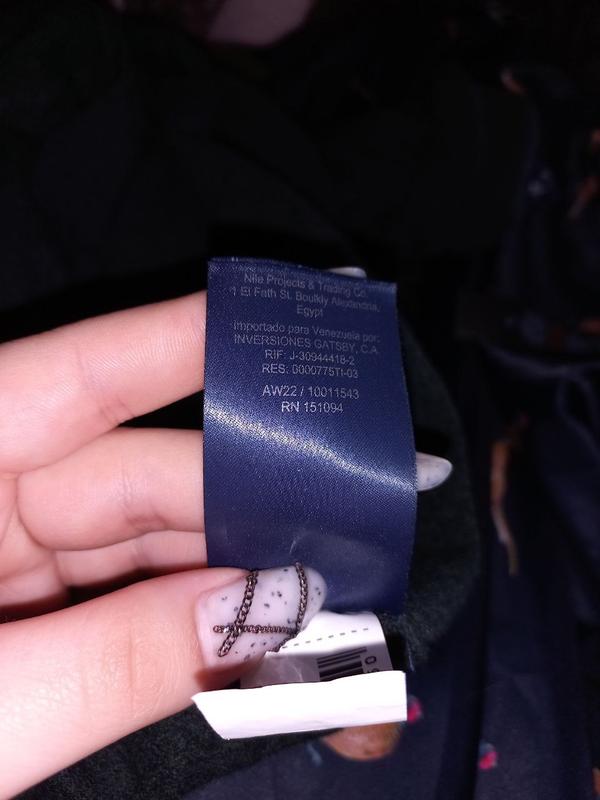 Nile Projects & Trading Co.
1 El Fath St. Boulkly Alexandria,
Egypt
Importado para Venezuela por:
INVERSIONES GATSBY, C.A.
RIF: J-30944418-2
RES: 0000775TI-03
AW22 / 10011543
RN 151094